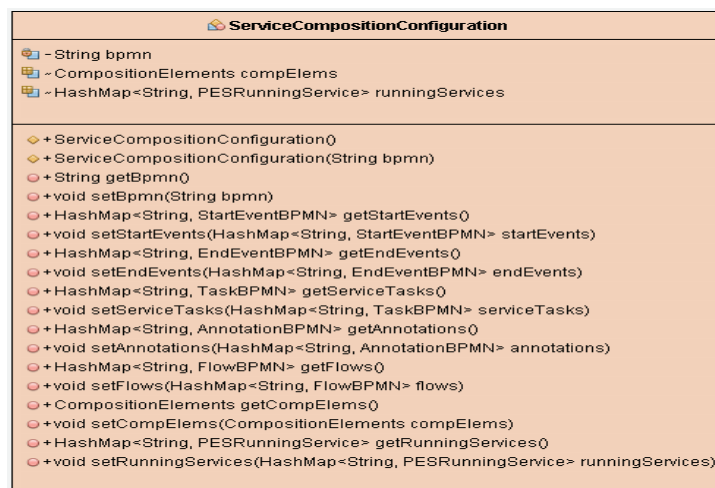 ServiceCompositionConfiguration
-String bpmn
~CompositionElements compElems
~HashMap<String, PESRunningService> runningServices
+ServiceCompositionConfiguration()
+ServiceCompositionConfiguration(String bpmn)
+String getBpmn()
+void setBpmn(String bpmn)
+HashMap<String, StartEventBPMN> getStartEvents()
+void setStartEvents(HashMap<String, StartEventBPMN> startEvents)
+HashMap<String, EndEventBPMN> getEndEvents()
+void setEndEvents(HashMap<String, EndEventBPMN> endEvents)
+HashMap<String, TaskBPMN> getServiceTasks()
+void setServiceTasks(HashMap<String, TaskBPMN> serviceTasks)
+HashMap<String, AnnotationBPMN> getAnnotations()
+void setAnnotations(HashMap<String, AnnotationBPMN> annotations)
+HashMap<String, FlowBPMN> getFlows()
+void setFlows(HashMap<String, FlowBPMN> flows)
+CompositionElements getCompElems()
+void setCompElems(CompositionElements compElems)
+HashMap<String, PESRunningService> getRunningServices()
+void setRunningServices(HashMap<String, PESRunningService> runningServices)